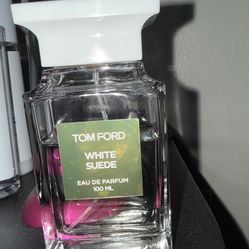 TOM FORD
WHITE
SUEDE
EAU DE PARFUM
100 ML